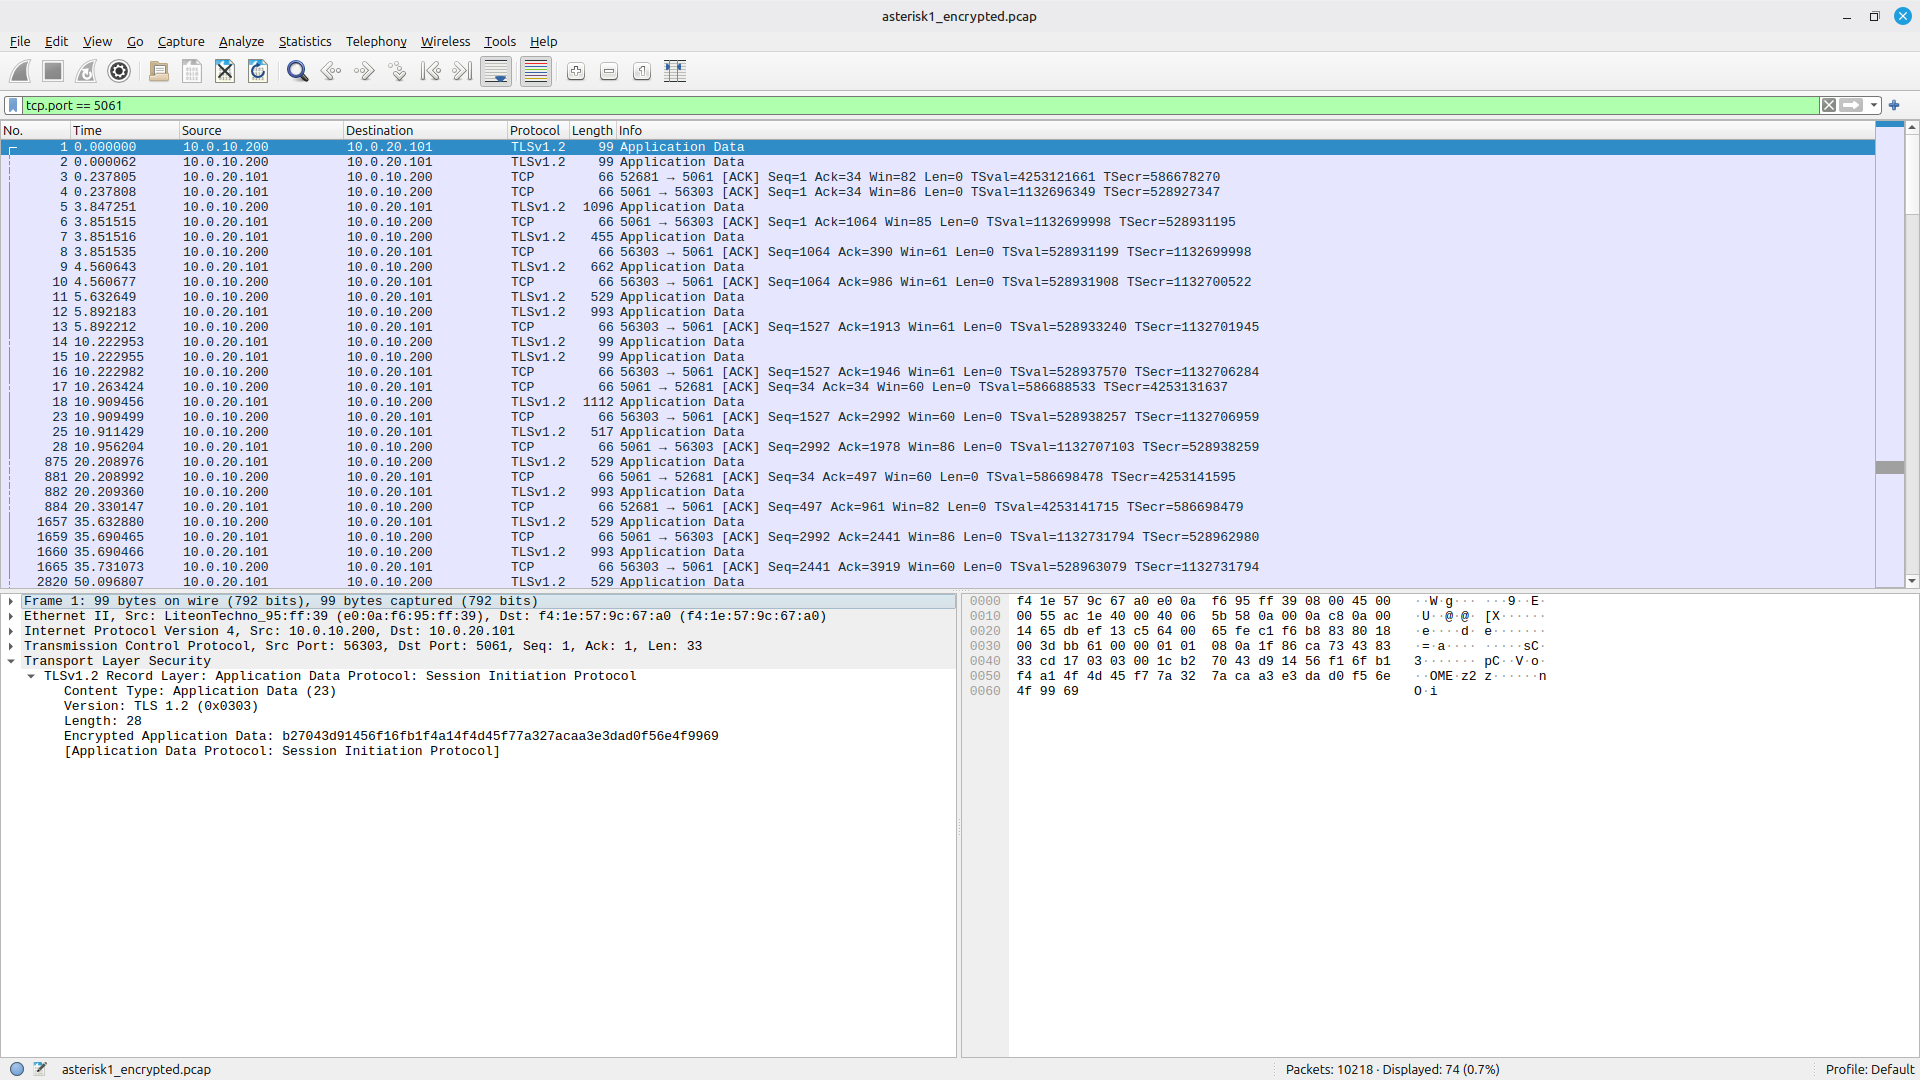 asterisk1_encrypted.pcap
File Edit View Go Capture Analyze Statistics Telephony Wireless Tools Help
tcp.port == 5061
No. Time Source Destination Protocol Length Info
1 0.000000 10.0.10.200 10.0.20.101 TLSv1.2 99 Application Data
2 0.000062 10.0.10.200 10.0.20.101 TLSv1.2 99 Application Data
3 0.237805 10.0.20.101 10.0.10.200 TCP 66 52681 → 5061 [ACK] Seq=1 Ack=34 Win=82 Len=0 TSval=4253121661 TSecr=586678270
4 0.237808 10.0.20.101 10.0.10.200 TCP 66 5061 → 56303 [ACK] Seq=1 Ack=34 Win=86 Len=0 TSval=1132696349 TSecr=528927347
5 3.847251 10.0.10.200 10.0.20.101 TLSv1.2 1096 Application Data
6 3.851515 10.0.20.101 10.0.10.200 TCP 66 5061 → 56303 [ACK] Seq=1 Ack=1064 Win=85 Len=0 TSval=1132699998 TSecr=528931195
7 3.851516 10.0.20.101 10.0.10.200 TLSv1.2 455 Application Data
8 3.851535 10.0.10.200 10.0.20.101 TCP 66 56303 → 5061 [ACK] Seq=1064 Ack=390 Win=61 Len=0 TSval=528931199 TSecr=1132699998
9 4.560643 10.0.20.101 10.0.10.200 TLSv1.2 662 Application Data
10 4.560677 10.0.10.200 10.0.20.101 TCP 66 56303 → 5061 [ACK] Seq=1064 Ack=986 Win=61 Len=0 TSval=528931908 TSecr=1132700522
11 5.632649 10.0.10.200 10.0.20.101 TLSv1.2 529 Application Data
12 5.892183 10.0.20.101 10.0.10.200 TLSv1.2 993 Application Data
13 5.892212 10.0.10.200 10.0.20.101 TCP 66 56303 → 5061 [ACK] Seq=1527 Ack=1913 Win=61 Len=0 TSval=528933240 TSecr=1132701945
14 10.222953 10.0.20.101 10.0.10.200 TLSv1.2 99 Application Data
15 10.222955 10.0.20.101 10.0.10.200 TLSv1.2 99 Application Data
16 10.222982 10.0.10.200 10.0.20.101 TCP 66 56303 → 5061 [ACK] Seq=1527 Ack=1946 Win=61 Len=0 TSval=528937570 TSecr=1132706284
17 10.263424 10.0.10.200 10.0.20.101 TCP 66 5061 → 52681 [ACK] Seq=34 Ack=34 Win=60 Len=0 TSval=586688533 TSecr=4253131637
18 10.909456 10.0.20.101 10.0.10.200 TLSv1.2 1112 Application Data
23 10.909499 10.0.10.200 10.0.20.101 TCP 66 56303 → 5061 [ACK] Seq=1527 Ack=2992 Win=60 Len=0 TSval=528938257 TSecr=1132706959
25 10.911429 10.0.10.200 10.0.20.101 TLSv1.2 517 Application Data
28 10.956204 10.0.20.101 10.0.10.200 TCP 66 5061 → 56303 [ACK] Seq=2992 Ack=1978 Win=86 Len=0 TSval=1132707103 TSecr=528938259
875 20.208976 10.0.20.101 10.0.10.200 TLSv1.2 529 Application Data
881 20.208992 10.0.10.200 10.0.20.101 TCP 66 5061 → 52681 [ACK] Seq=34 Ack=497 Win=60 Len=0 TSval=586698478 TSecr=4253141595
882 20.209360 10.0.10.200 10.0.20.101 TLSv1.2 993 Application Data
884 20.330147 10.0.20.101 10.0.10.200 TCP 66 52681 → 5061 [ACK] Seq=497 Ack=961 Win=82 Len=0 TSval=4253141715 TSecr=586698479
1657 35.632880 10.0.10.200 10.0.20.101 TLSv1.2 529 Application Data
1659 35.690465 10.0.20.101 10.0.10.200 TCP 66 5061 → 56303 [ACK] Seq=2992 Ack=2441 Win=86 Len=0 TSval=1132731794 TSecr=528962980
1660 35.690466 10.0.20.101 10.0.10.200 TLSv1.2 993 Application Data
1665 35.731073 10.0.10.200 10.0.20.101 TCP 66 56303 → 5061 [ACK] Seq=2441 Ack=3919 Win=60 Len=0 TSval=528963079 TSecr=1132731794
2820 50.096807 10.0.20.101 10.0.10.200 TLSv1.2 529 Application Data
Frame 1: 99 bytes on wire (792 bits), 99 bytes captured (792 bits)
Ethernet II, Src: LiteonTechno_95:ff:39 (e0:0a:f6:95:ff:39), Dst: f4:1e:57:9c:67:a0 (f4:1e:57:9c:67:a0)
Internet Protocol Version 4, Src: 10.0.10.200, Dst: 10.0.20.101
Transmission Control Protocol, Src Port: 56303, Dst Port: 5061, Seq: 1, Ack: 1, Len: 33
Transport Layer Security
TLSv1.2 Record Layer: Application Data Protocol: Session Initiation Protocol
Content Type: Application Data (23)
Version: TLS 1.2 (0x0303)
Length: 28
Encrypted Application Data: b27043d91456f16fb1f4a14f4d45f77a327acaa3e3dad0f56e4f9969
[Application Data Protocol: Session Initiation Protocol]
0000 f4 1e 57 9c 67 a0 e0 0a f6 95 ff 39 08 00 45 00 ··W·g··· ···9··E·
0010 00 55 ac 1e 40 00 40 06 5b 58 0a 00 0a c8 0a 00 ·U··@·@· [X······
0020 14 65 db ef 13 c5 64 00 65 fe c1 f6 b8 83 80 18 ·e····d· e·······
0030 00 3d bb 61 00 00 01 01 08 0a 1f 86 ca 73 43 83 ·=·a···· ·····sC·
0040 33 cd 17 03 03 00 1c b2 70 43 d9 14 56 f1 6f b1 3······· pC··V·o·
0050 f4 a1 4f 4d 45 f7 7a 32 7a ca a3 e3 da d0 f5 6e ··OME·z2 z······n
0060 4f 99 69 O·i
asterisk1_encrypted.pcap
Packets: 10218 · Displayed: 74 (0.7%)
Profile: Default